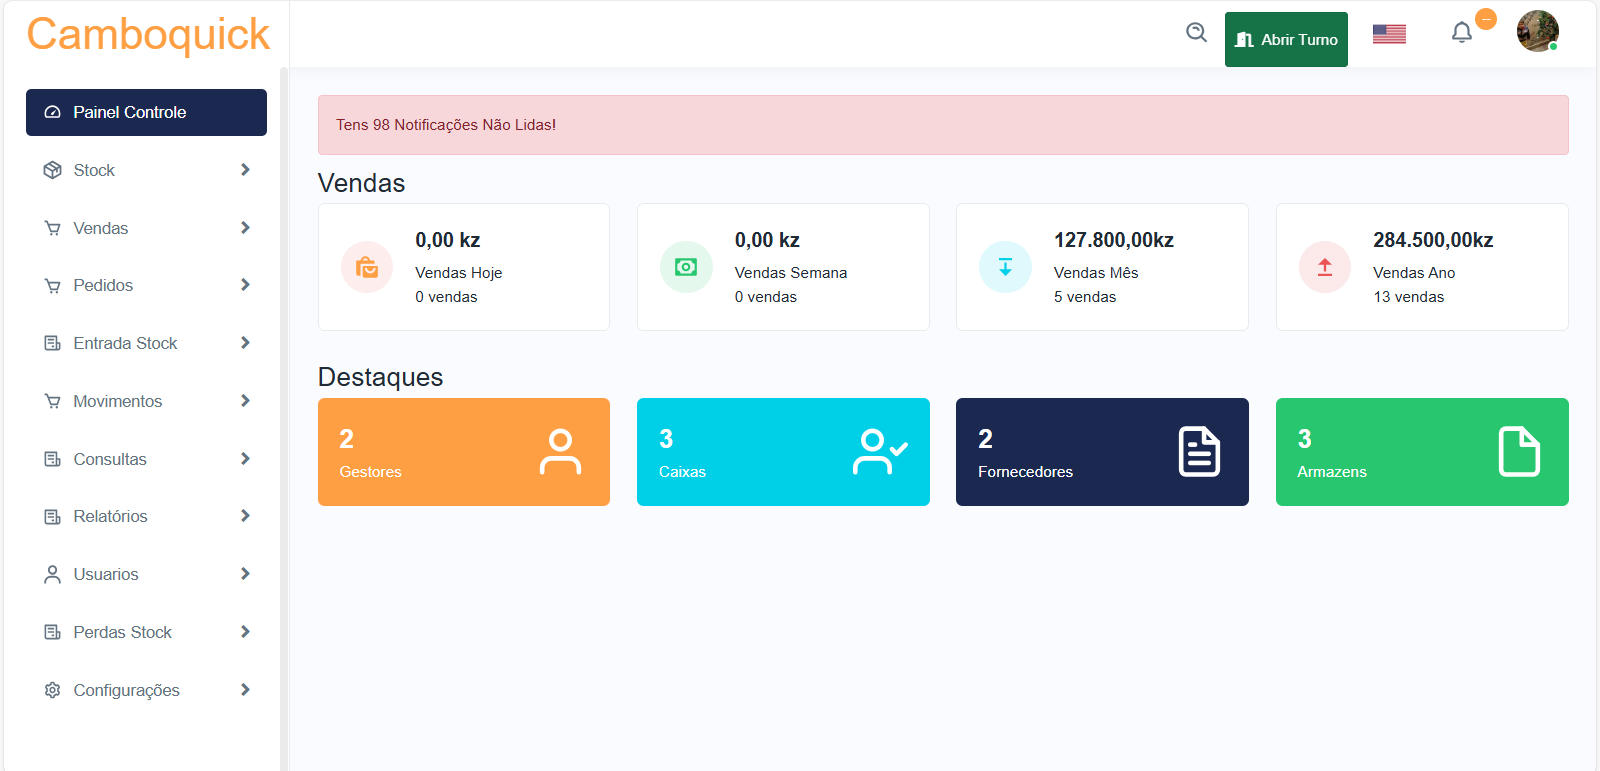 Camboquick
Abrir Turno
--
Painel Controle
Stock
Vendas
Pedidos
Entrada Stock
Movimentos
Consultas
Relatórios
Usuarios
Perdas Stock
Configurações
Tens 98 Notificações Não Lidas!
Vendas
0,00 kz
Vendas Hoje
0 vendas
0,00 kz
Vendas Semana
0 vendas
127.800,00kz
Vendas Mês
5 vendas
284.500,00kz
Vendas Ano
13 vendas
Destaques
2
Gestores
3
Caixas
2
Fornecedores
3
Armazens